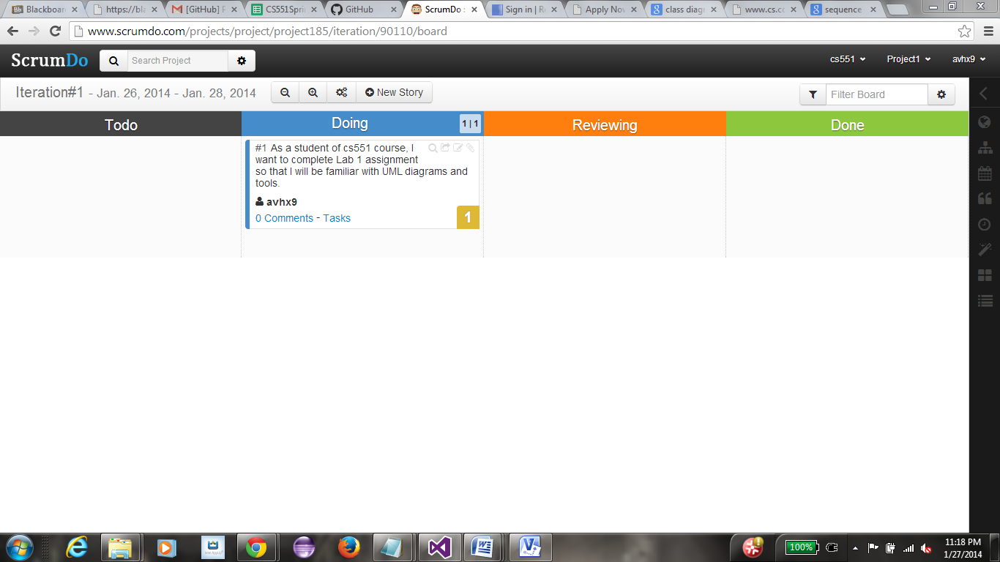 Blackboar
https://bla
[GitHub] P
CS551Sprin
GitHub
ScrumDo :
Sign in | Re
Apply Now
class diagr
www.cs.cc
sequence
www.scrumdo.com/projects/project/project185/iteration/90110/board
ScrumDo
Search Project
cs551
Project1
avhx9
Iteration#1 - Jan. 26, 2014 - Jan. 28, 2014
New Story
Filter Board
Todo
Doing
1 | 1
Reviewing
Done
#1 As a student of cs551 course, I
want to complete Lab 1 assignment
so that I will be familiar with UML diagrams and
tools.
avhx9
0 Comments - Tasks
1
100%
11:18 PM
1/27/2014